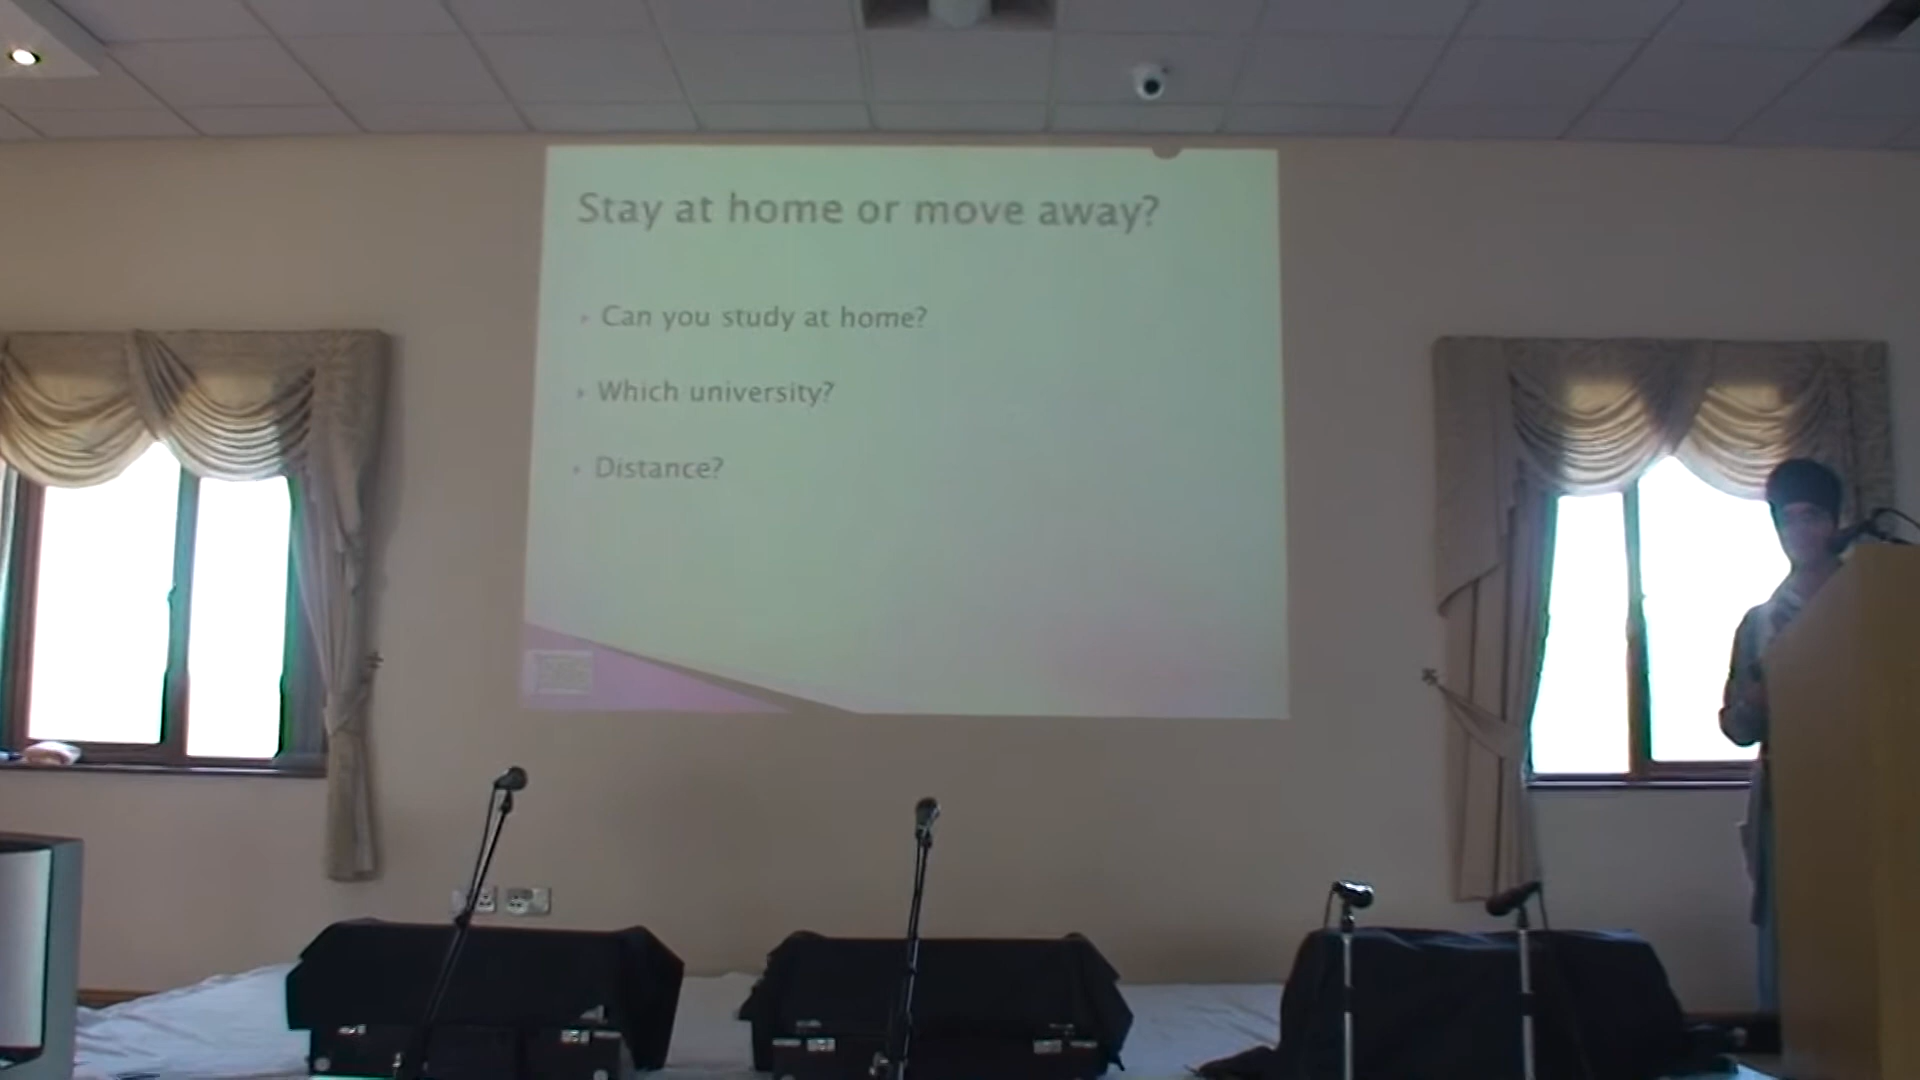 Stay at home or move away?
Can you study at home?
Which university?
Distance?